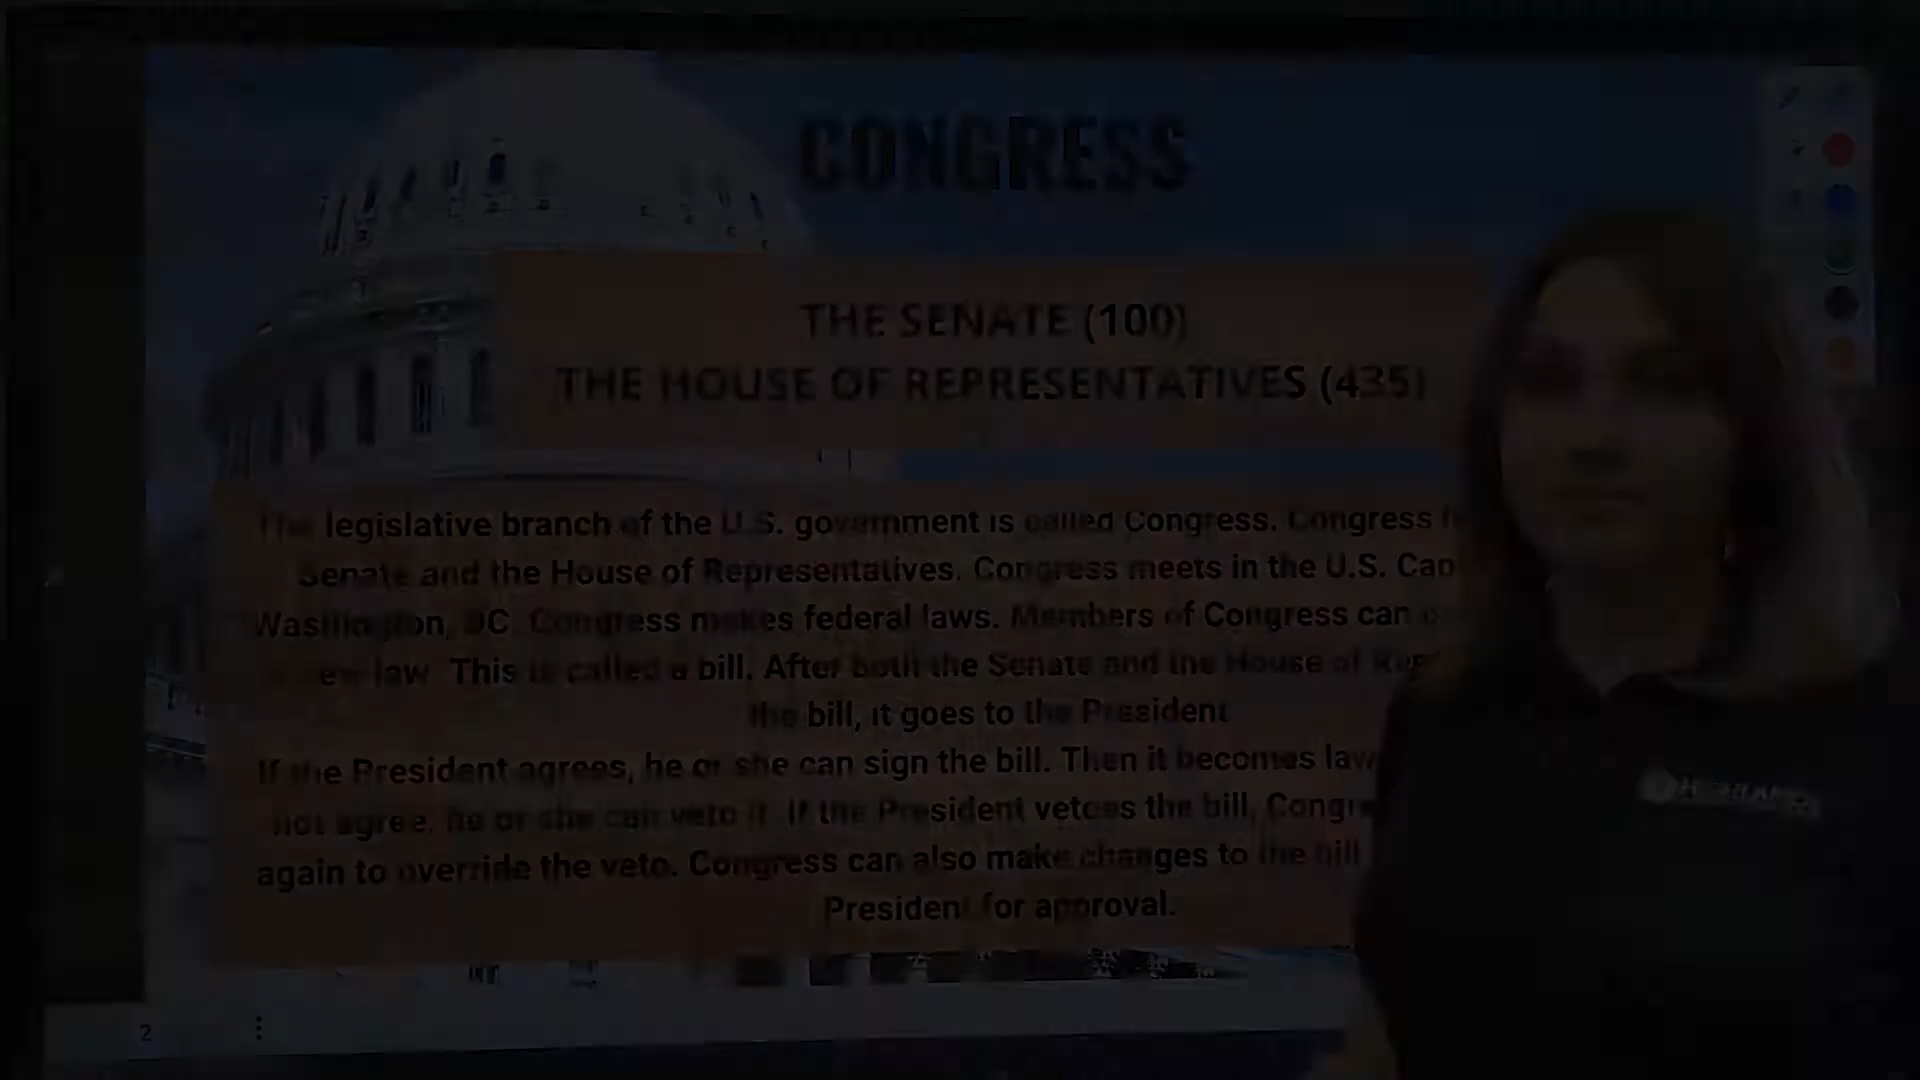 CONGRESS
THE SENATE (100)
THE HOUSE OF REPRESENTATIVES (435)
The legislative branch of the U.S. government is called Congress. Congress
Senate and the House of Representatives. Congress meets in the U.S. Cap
Washington, DC. Congress makes federal laws. Members of Congress can
new law. This is called a bill. After both the Senate and the House of Rep
the bill, it goes to the President
If the President agrees, he or she can sign the bill. Then it becomes law
not agree, he or she can veto it. If the President vetoes the bill, Congre
again to override the veto. Congress can also make changes to the bill
President for approval.
2